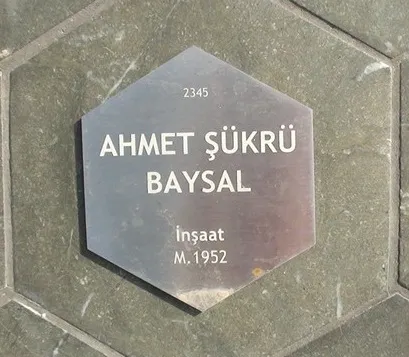 2345
AHMET ŞÜKRÜ
BAYSAL
İnşaat
M.1952